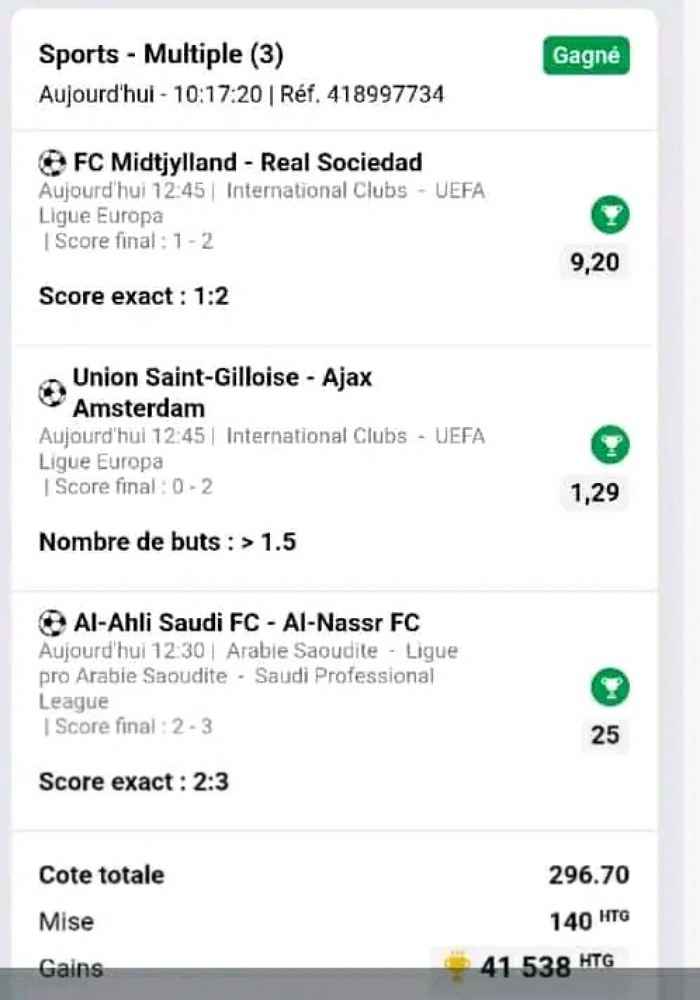 Sports - Multiple (3)
Gagné
Aujourd'hui - 10:17:20 | Réf. 418997734
FC Midtjylland - Real Sociedad
Aujourd'hui 12:45 | International Clubs - UEFA
Ligue Europa
| Score final : 1 - 2
9,20
Score exact : 1:2
Union Saint-Gilloise - Ajax
Amsterdam
Aujourd'hui 12:45 | International Clubs - UEFA
Ligue Europa
| Score final : 0 - 2
1,29
Nombre de buts : > 1.5
Al-Ahli Saudi FC - Al-Nassr FC
Aujourd'hui 12:30 | Arabie Saoudite - Ligue
pro Arabie Saoudite - Saudi Professional
League
| Score final : 2 - 3
25
Score exact : 2:3
Cote totale 296.70
Mise 140 HTG
Gains 41 538 HTG